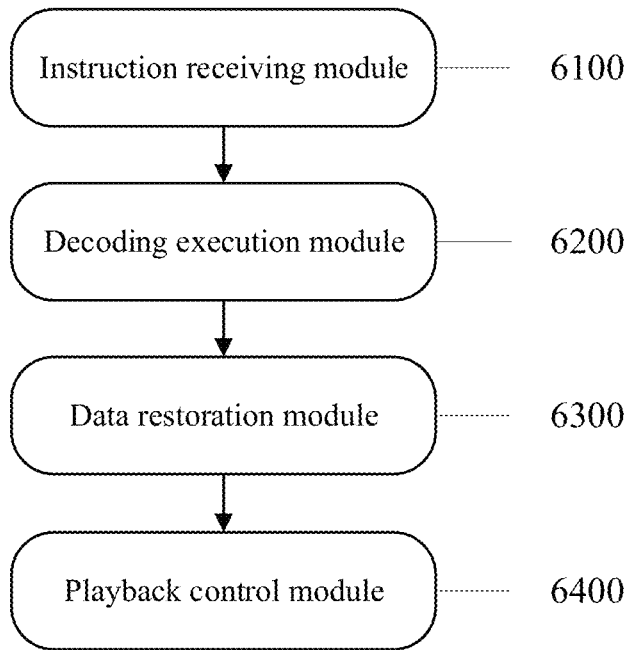 Instruction receiving module 6100
Decoding execution module 6200
Data restoration module 6300
Playback control module 6400